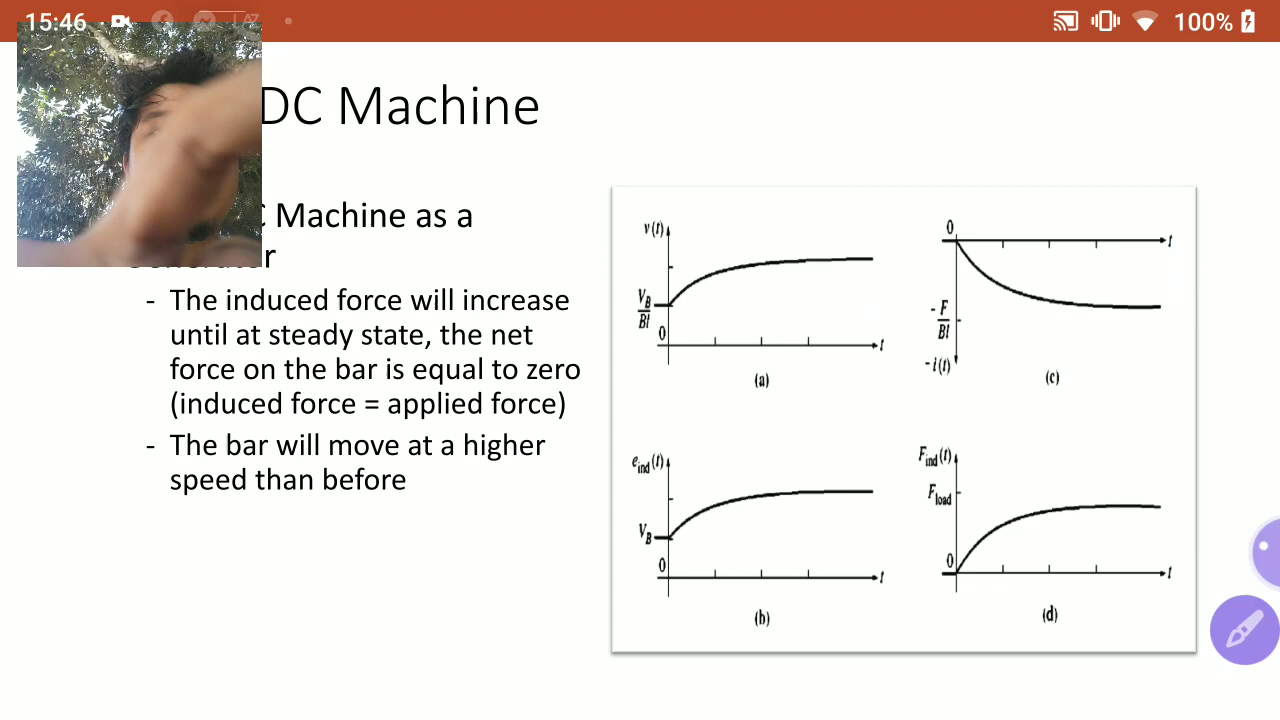 15:46
100%
DC Machine
Machine as a
- The induced force will increase
until at steady state, the net
force on the bar is equal to zero
(induced force = applied force)
- The bar will move at a higher
speed than before
v(t)
V_B
Bl
0
t
(a)
0
t
- F
Bl
- i(t)
(c)
e_ind(t)
V_B
0
t
(b)
F_ind(t)
F_load
0
t
(d)